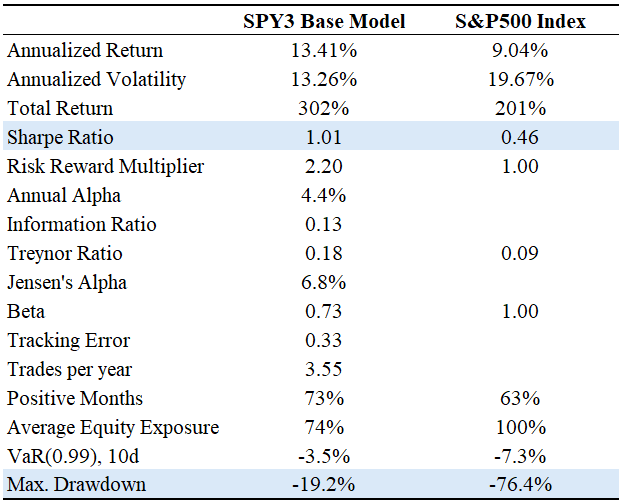 SPY3 Base Model S&P500 Index
Annualized Return 13.41% 9.04%
Annualized Volatility 13.26% 19.67%
Total Return 302% 201%
Sharpe Ratio 1.01 0.46
Risk Reward Multiplier 2.20 1.00
Annual Alpha 4.4%
Information Ratio 0.13
Treynor Ratio 0.18 0.09
Jensen's Alpha 6.8%
Beta 0.73 1.00
Tracking Error 0.33
Trades per year 3.55
Positive Months 73% 63%
Average Equity Exposure 74% 100%
VaR(0.99), 10d -3.5% -7.3%
Max. Drawdown -19.2% -76.4%